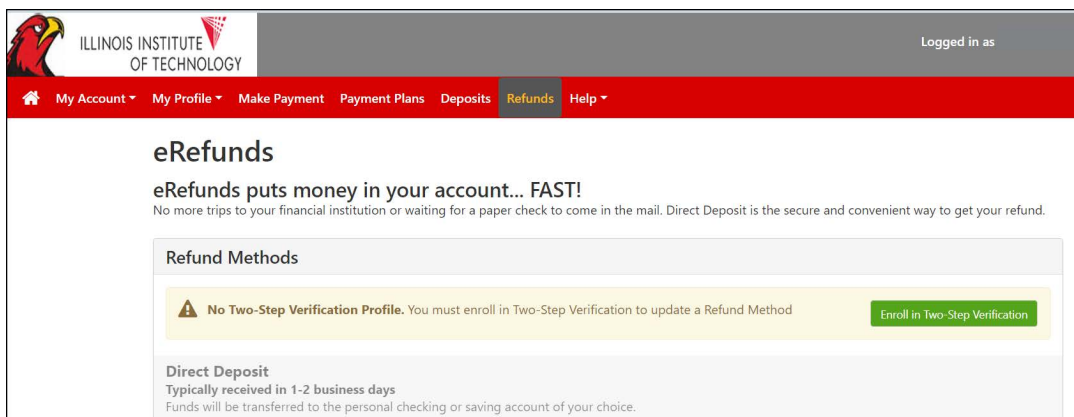 ILLINOIS INSTITUTE
OF TECHNOLOGY
Logged in as
My Account My Profile Make Payment Payment Plans Deposits Refunds Help
eRefunds
eRefunds puts money in your account... FAST!
No more trips to your financial institution or waiting for a paper check to come in the mail. Direct Deposit is the secure and convenient way to get your refund.
Refund Methods
No Two-Step Verification Profile. You must enroll in Two-Step Verification to update a Refund Method
Enroll in Two-Step Verification
Direct Deposit
Typically received in 1-2 business days
Funds will be transferred to the personal checking or saving account of your choice.